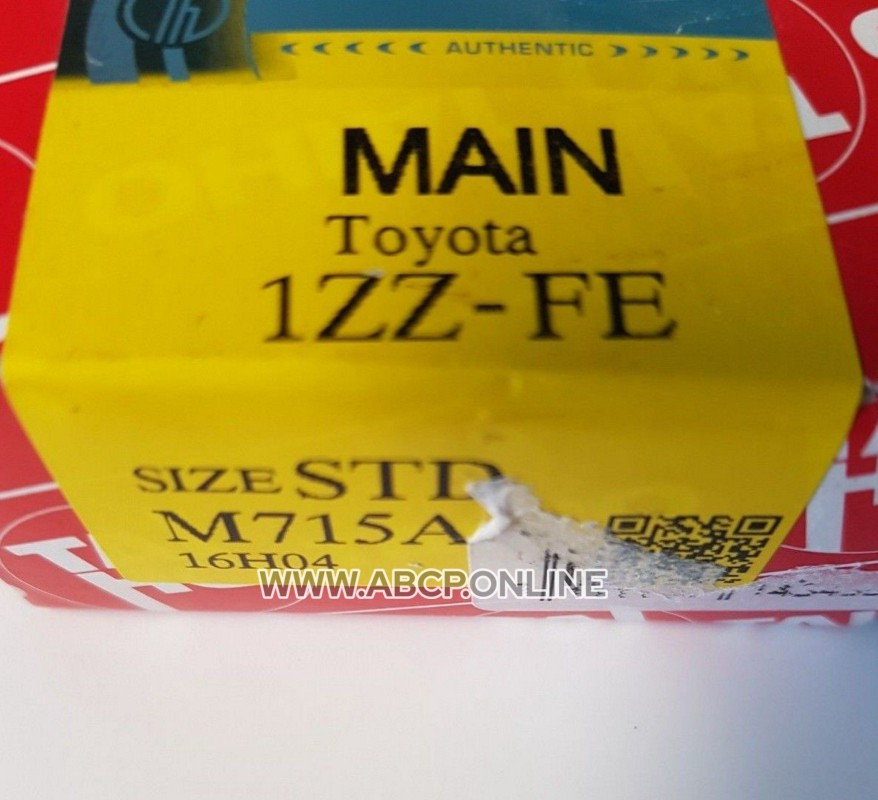 AUTHENTIC
MAIN
Toyota
1ZZ-FE
SIZE STD
M715A
16H04
WWW.ABCP.ONLINE